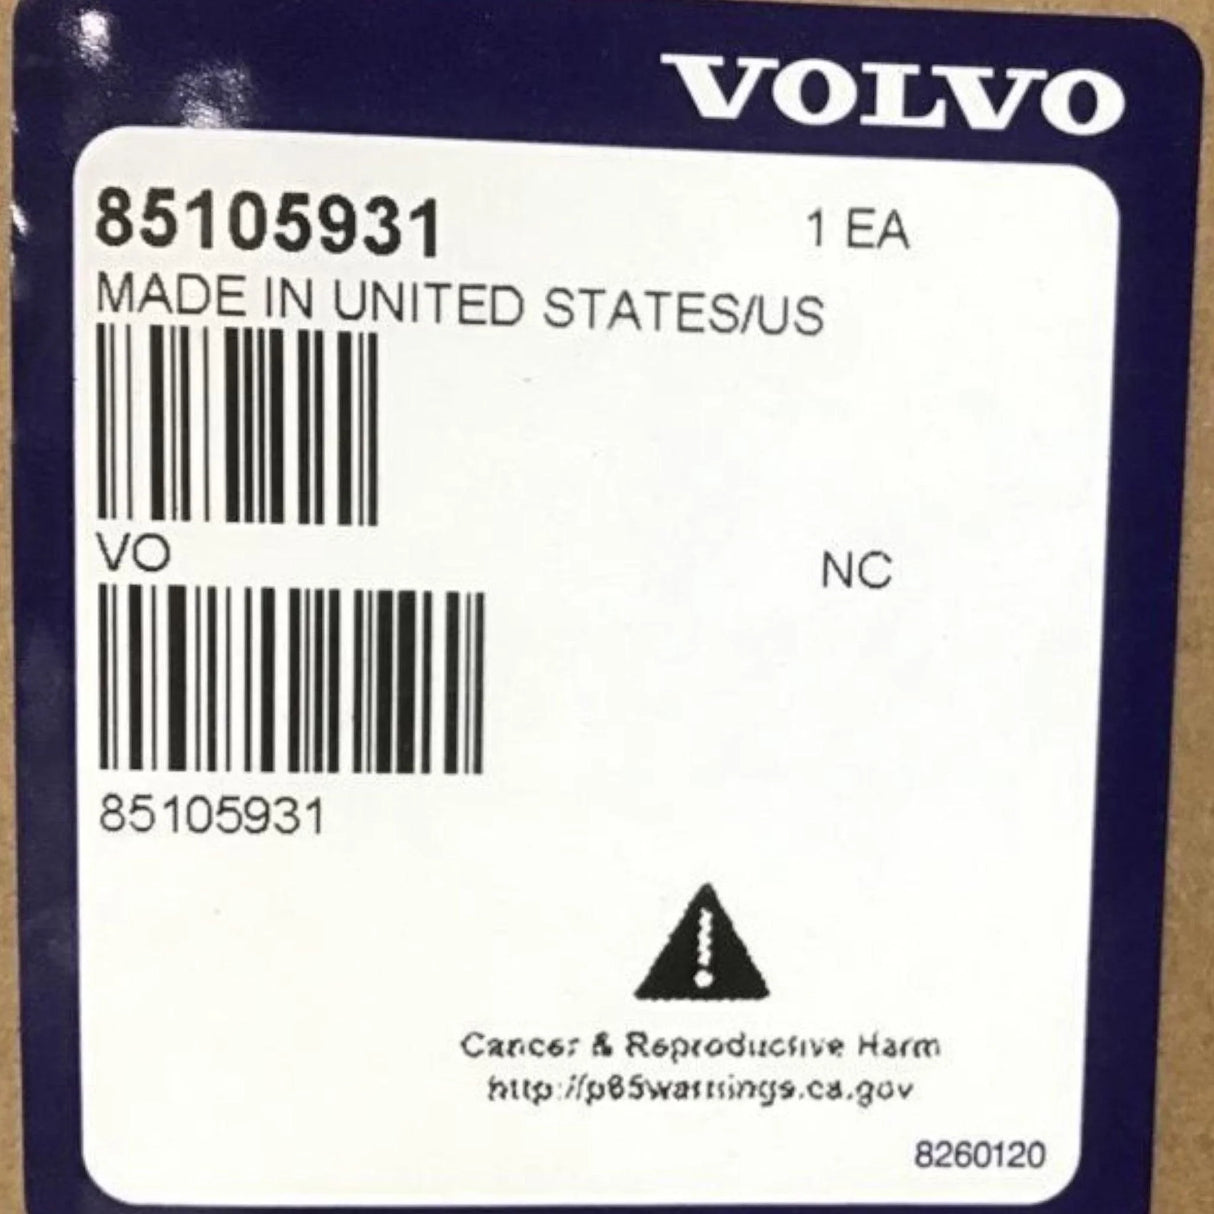 VOLVO
85105931 1 EA
MADE IN UNITED STATES/US
VO NC
85105931
Cancer & Reproductive Harm
http://p65warnings.ca.gov
8260120